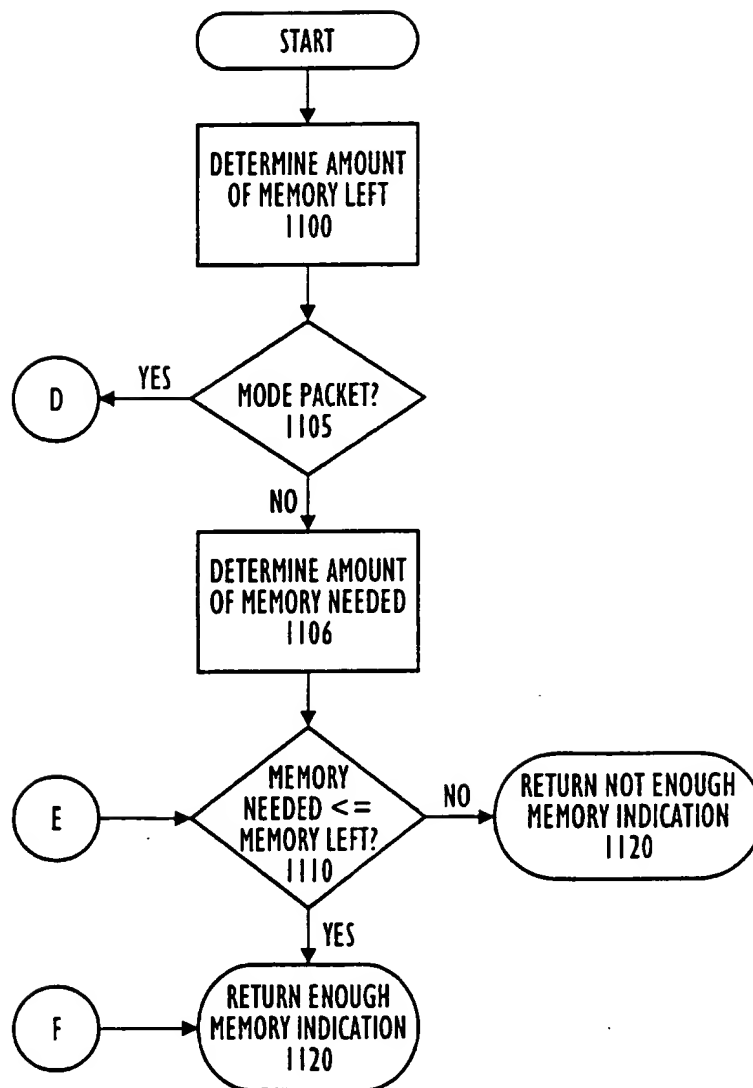 START
DETERMINE AMOUNT
OF MEMORY LEFT
1100
YES
D
MODE PACKET?
1105
NO
DETERMINE AMOUNT
OF MEMORY NEEDED
1106
E
MEMORY
NEEDED <=
MEMORY LEFT?
1110
NO
RETURN NOT ENOUGH
MEMORY INDICATION
1120
YES
F
RETURN ENOUGH
MEMORY INDICATION
1120